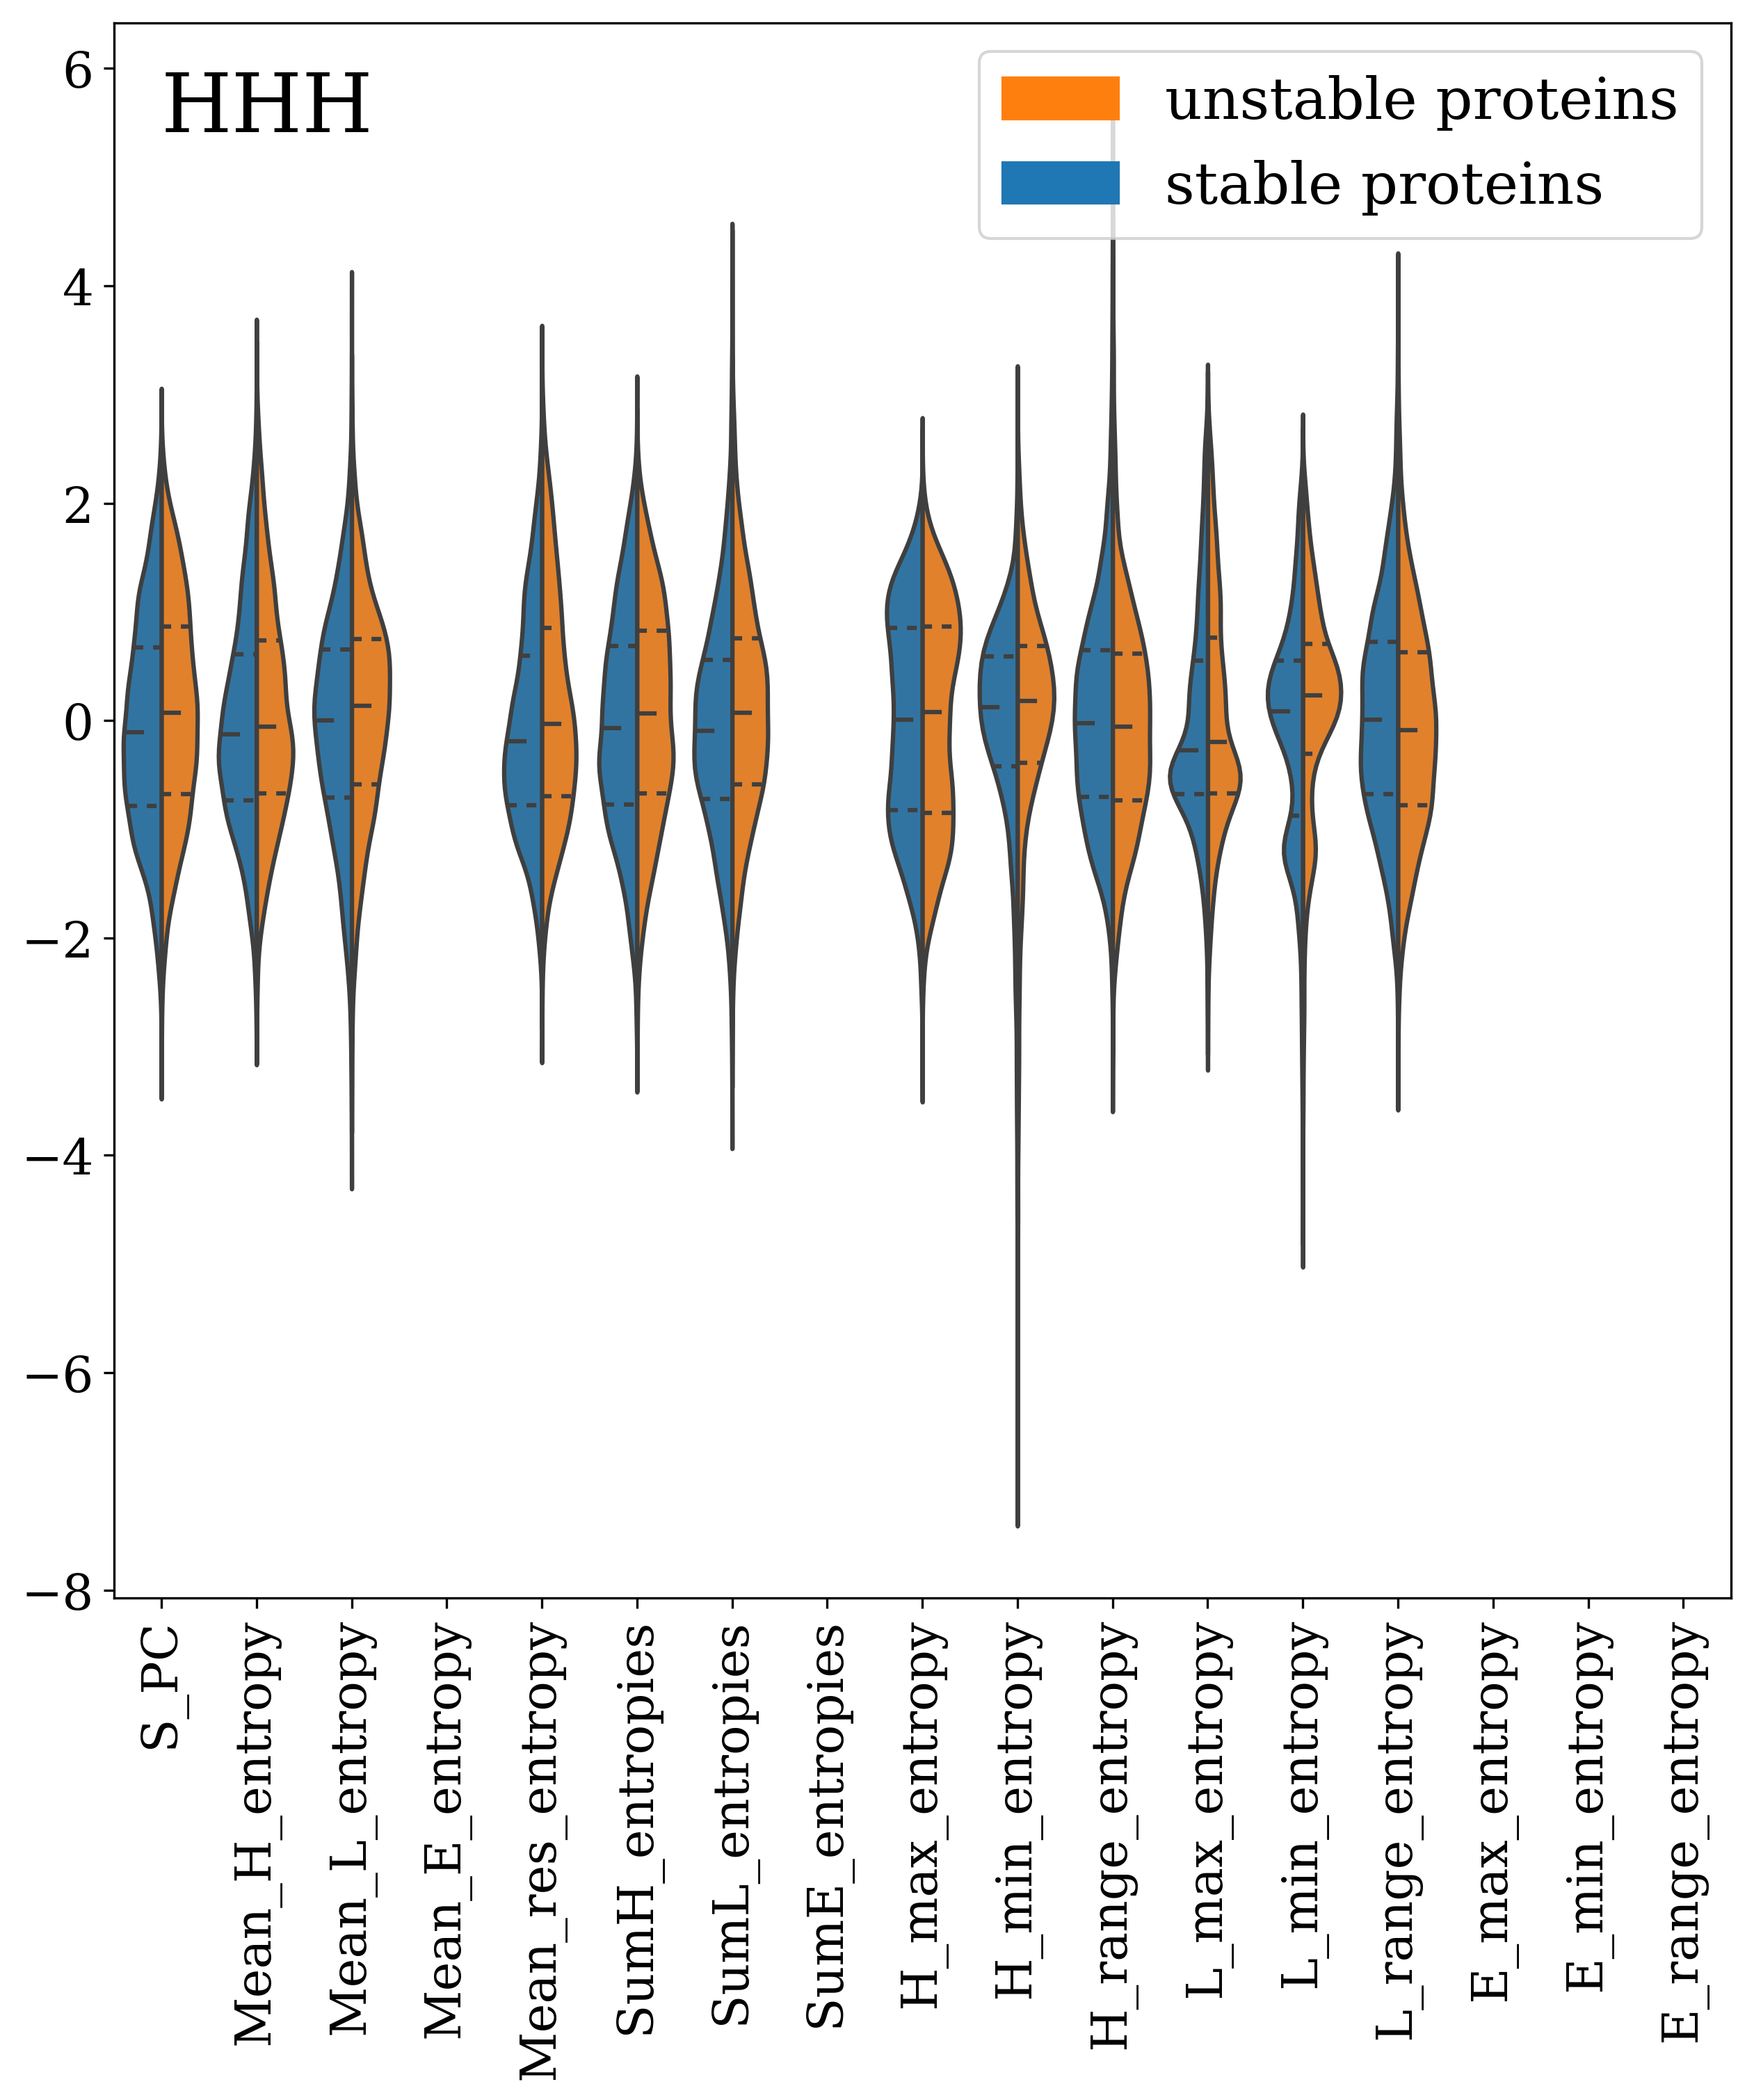 HHH
unstable proteins
stable proteins
6
4
2
0
−2
−4
−6
−8
S_PC
Mean_H_entropy
Mean_L_entropy
Mean_E_entropy
Mean_res_entropy
SumH_entropies
SumL_entropies
SumE_entropies
H_max_entropy
H_min_entropy
H_range_entropy
L_max_entropy
L_min_entropy
L_range_entropy
E_max_entropy
E_min_entropy
E_range_entropy